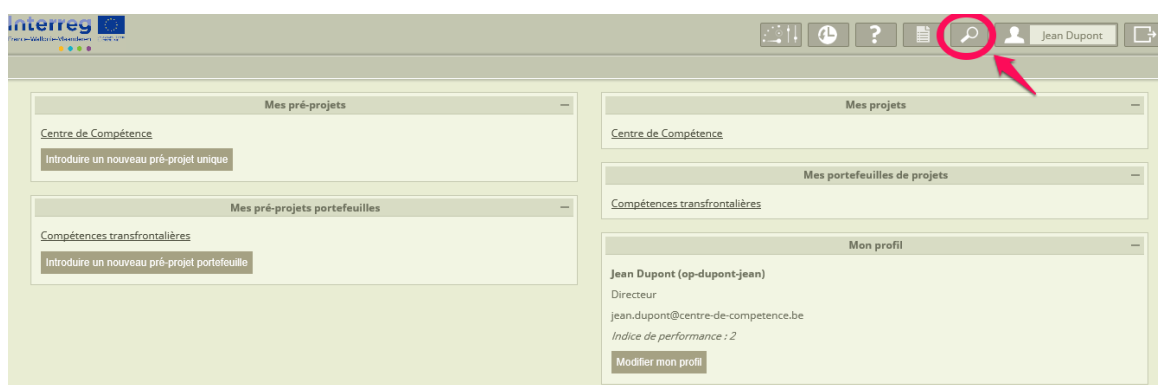 Interreg
France-Wallonie-Vlaanderen
?
Jean Dupont
Mes pré-projets
Centre de Compétence
Introduire un nouveau pré-projet unique
Mes pré-projets portefeuilles
Compétences transfrontalières
Introduire un nouveau pré-projet portefeuille
Mes projets
Centre de Compétence
Mes portefeuilles de projets
Compétences transfrontalières
Mon profil
Jean Dupont (op-dupont-jean)
Directeur
jean.dupont@centre-de-competence.be
Indice de performance : 2
Modifier mon profil